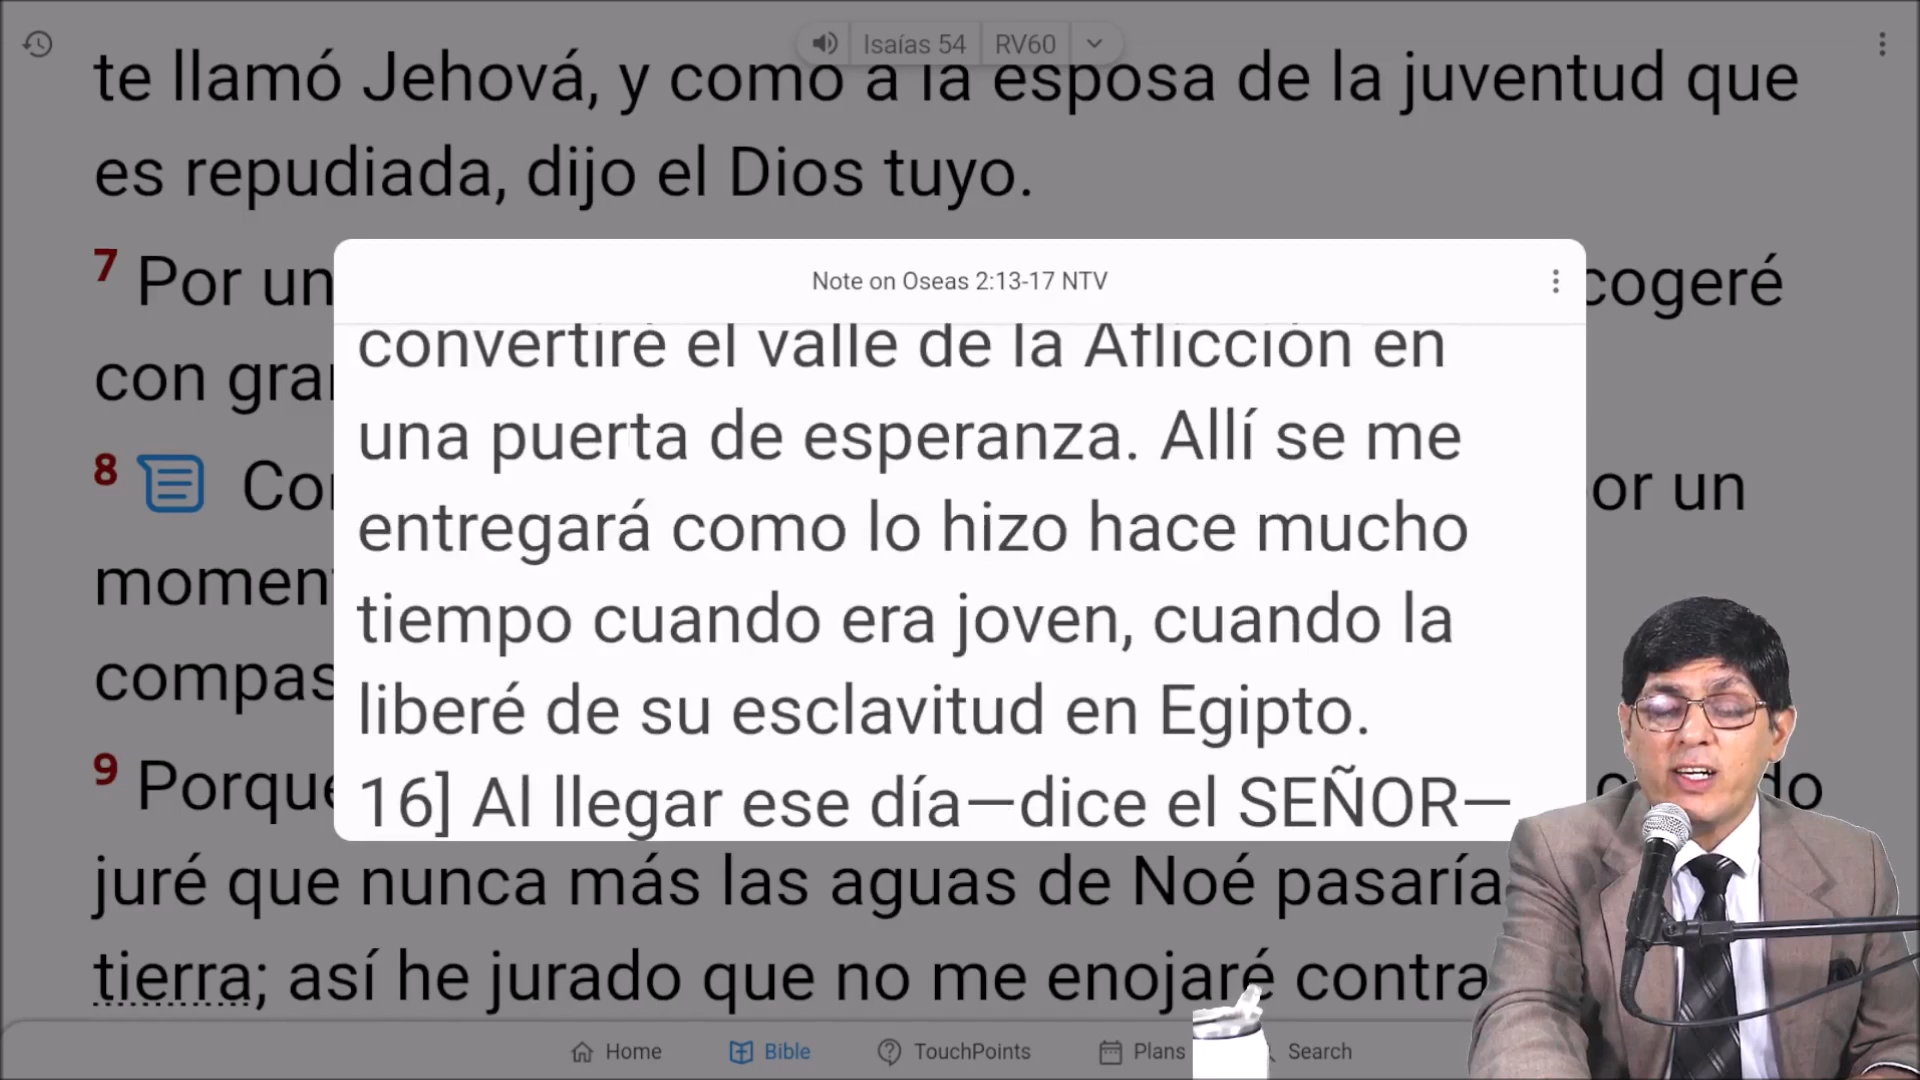 Isaías 54 RV60
te llamó Jehová, y como a la esposa de la juventud que
es repudiada, dijo el Dios tuyo.
7 Por un cogeré
con gra
8 Co or un
momen
compas
9 Porque do
juré que nunca más las aguas de Noé pasaría
tierra; así he jurado que no me enojaré contra
Note on Oseas 2:13-17 NTV
convertiré el valle de la Aflicción en
una puerta de esperanza. Allí se me
entregará como lo hizo hace mucho
tiempo cuando era joven, cuando la
liberé de su esclavitud en Egipto.
16] Al llegar ese día—dice el SEÑOR—
Home Bible TouchPoints Plans Search